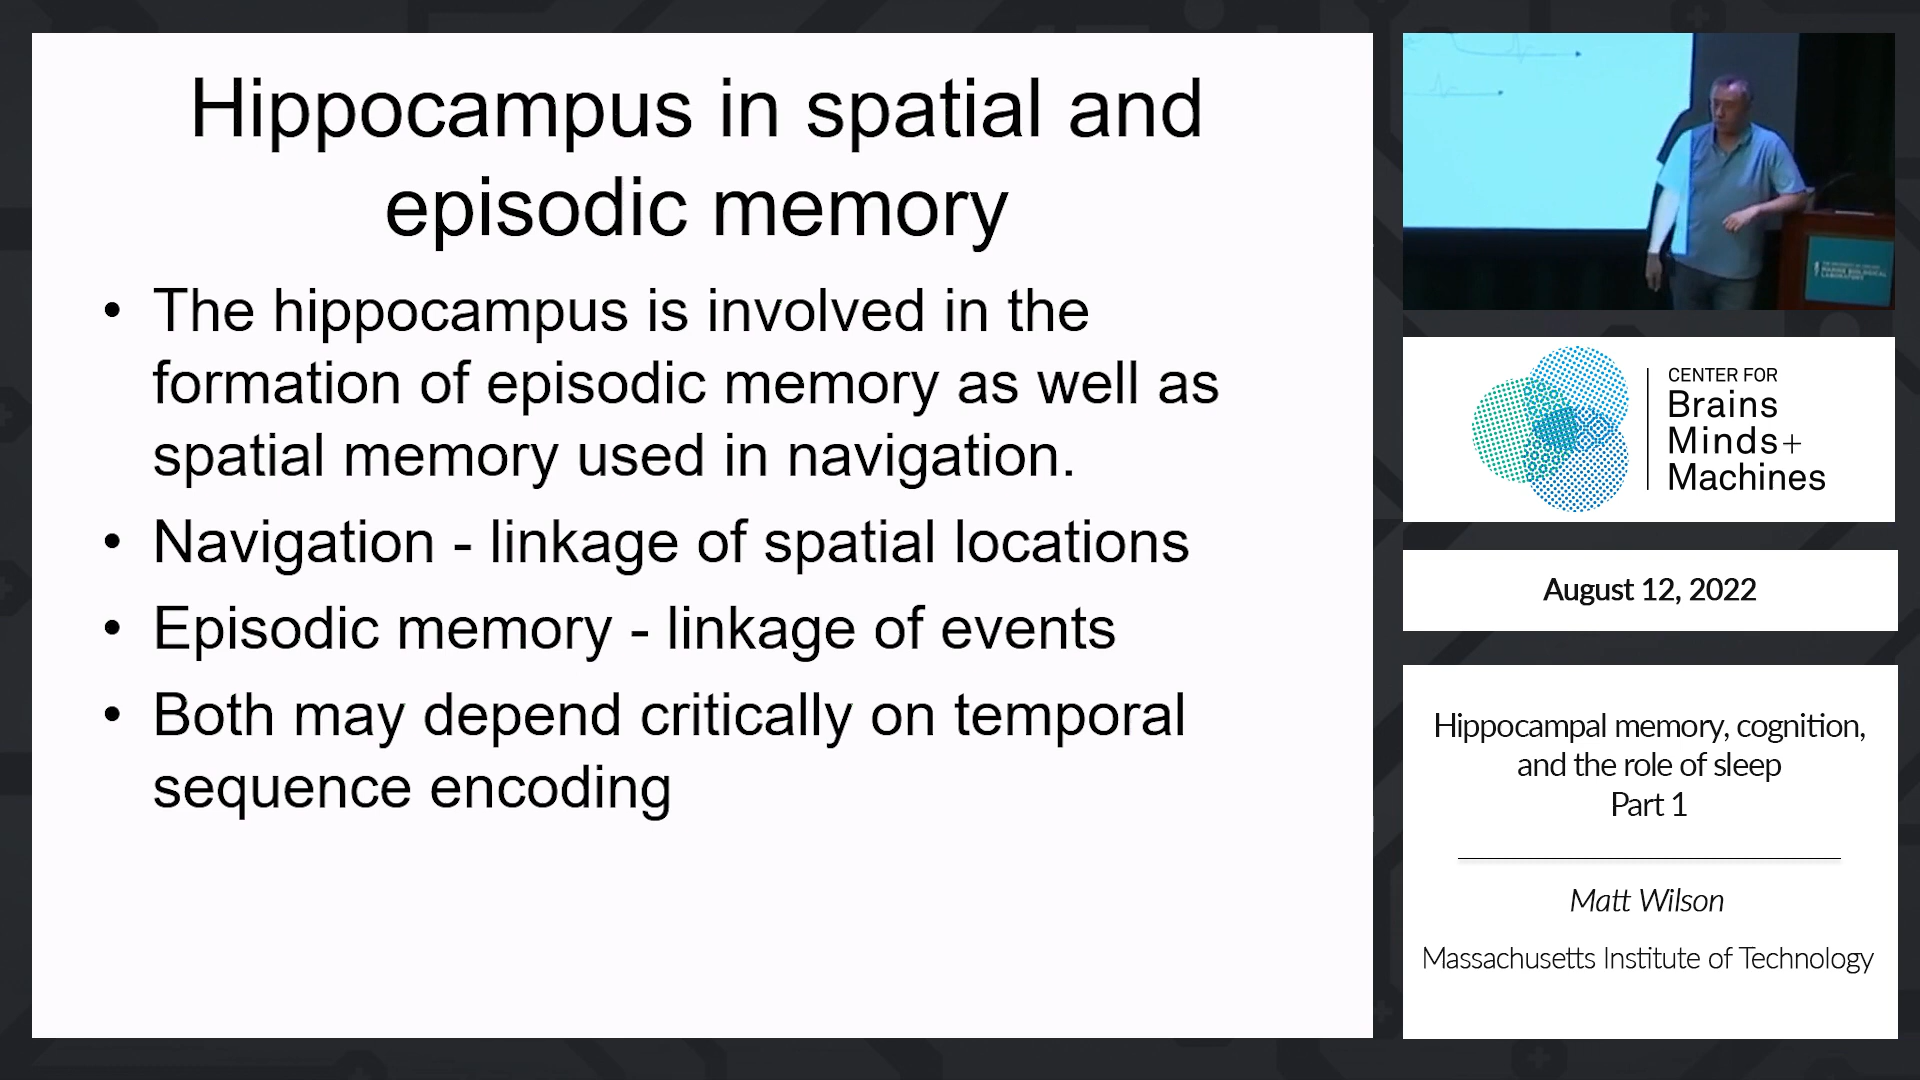 Hippocampus in spatial and
episodic memory
• The hippocampus is involved in the
formation of episodic memory as well as
spatial memory used in navigation.
• Navigation - linkage of spatial locations
• Episodic memory - linkage of events
• Both may depend critically on temporal
sequence encoding
MARINE BIOLOGICAL
LABORATORY
CENTER FOR
Brains
Minds+
Machines
August 12, 2022
Hippocampal memory, cognition,
and the role of sleep
Part 1
Matt Wilson
Massachusetts Institute of Technology